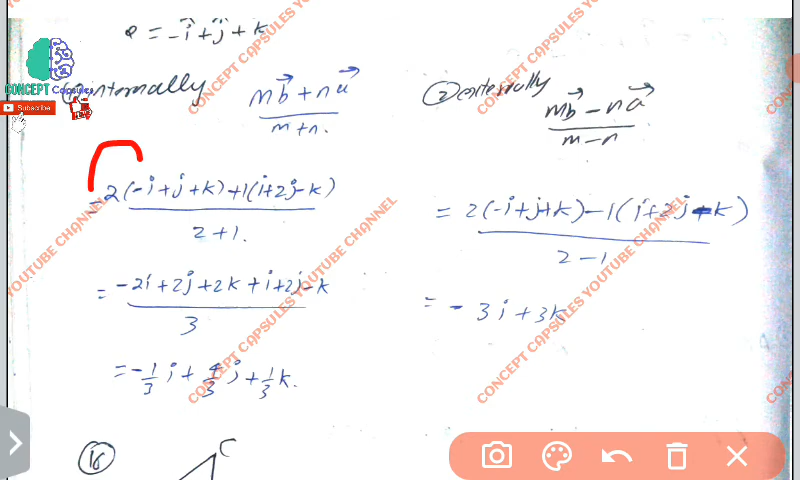 = -i + j + k
CONCEPT
Capsules
Subscribe
internally
(mb + na) / (m + n)
= (2(-i + j + k) + 1(i + 2j - k)) / (2 + 1)
= (-2i + 2j + 2k + i + 2j - k) / 3
= -1/3 i + 4/3 j + 1/3 k.
② externally
(mb - na) / (m - n)
= (2(-i + j + k) - 1(i + 2j - k)) / (2 - 1)
= -3i + 3k
16
C
CONCEPT CAPSULES YOUTUBE CHANNEL